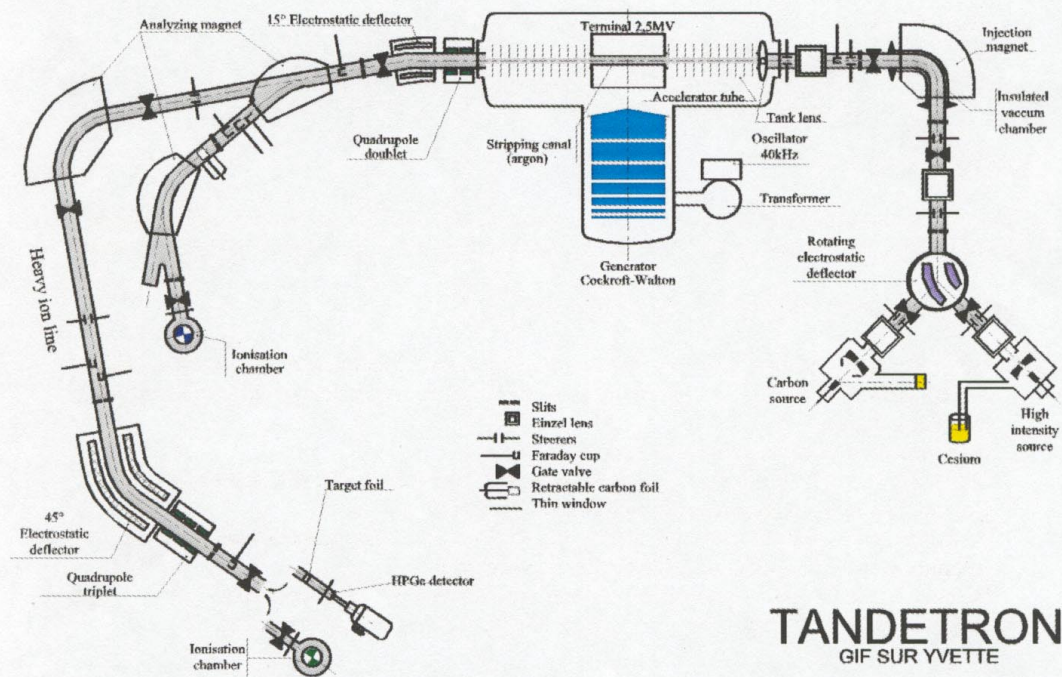 Analyzing magnet
15° Electrostatic deflector
Terminal 2,5MV
Injection
magnet
Accelerator tube
Insulated
vaccum
chamber
Tank lens
Quadrupole
doublet
Stripping canal
(argon)
Oscillator
40kHz
Transformer
Generator
Cockroft-Walton
Rotating
electrostatic
deflector
Heavy ion line
Ionisation
chamber
Carbon
source
High
intensity
source
Cesium
Slits
Einzel lens
Steerers
Faraday cup
Gate valve
Retractable carbon foil
Thin window
Target foil
45°
Electrostatic
deflector
HPGe detector
Quadrupole
triplet
Ionisation
chamber
TANDETRON
GIF SUR YVETTE